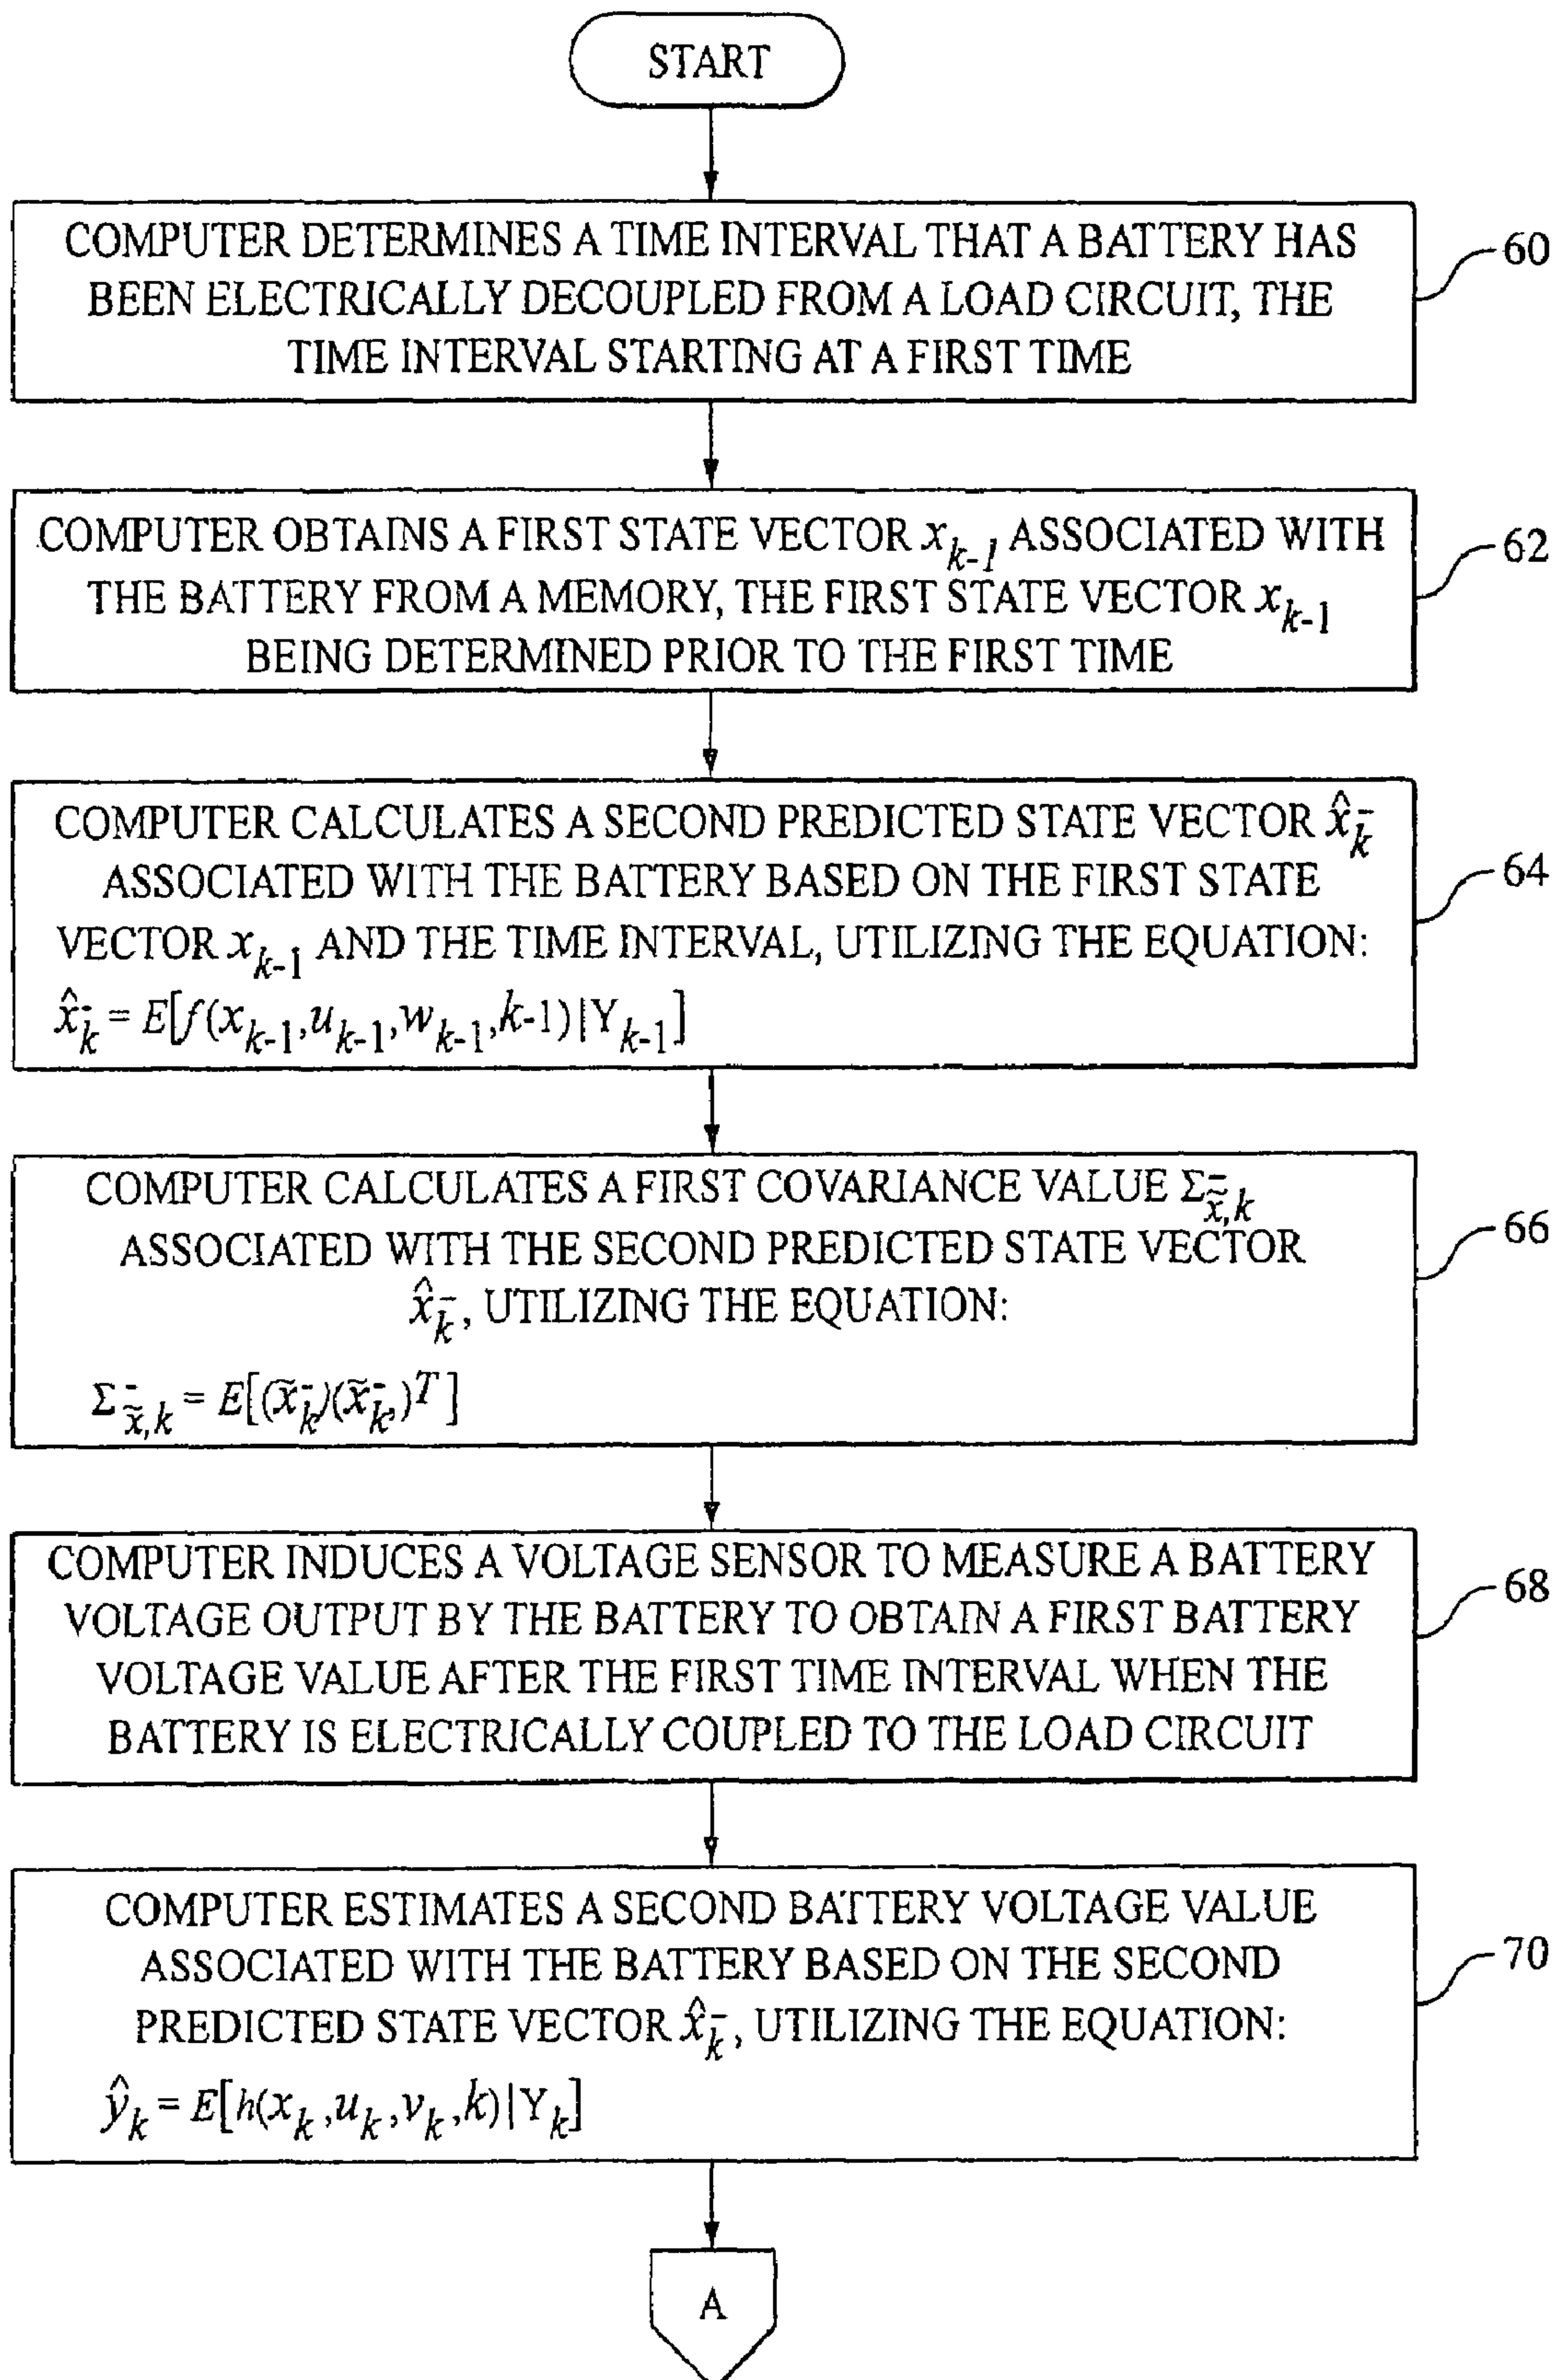 START
COMPUTER DETERMINES A TIME INTERVAL THAT A BATTERY HAS
BEEN ELECTRICALLY DECOUPLED FROM A LOAD CIRCUIT, THE
TIME INTERVAL STARTING AT A FIRST TIME
60
COMPUTER OBTAINS A FIRST STATE VECTOR x_{k-1} ASSOCIATED WITH
THE BATTERY FROM A MEMORY, THE FIRST STATE VECTOR x_{k-1}
BEING DETERMINED PRIOR TO THE FIRST TIME
62
COMPUTER CALCULATES A SECOND PREDICTED STATE VECTOR x̂_k^-
ASSOCIATED WITH THE BATTERY BASED ON THE FIRST STATE
VECTOR x_{k-1} AND THE TIME INTERVAL, UTILIZING THE EQUATION:
x̂_k^- = E[f(x_{k-1},u_{k-1},w_{k-1},k-1)|Y_{k-1}]
64
COMPUTER CALCULATES A FIRST COVARIANCE VALUE Σ_{x̃,k}^-
ASSOCIATED WITH THE SECOND PREDICTED STATE VECTOR
x̂_k^-, UTILIZING THE EQUATION:
Σ_{x̃,k}^- = E[(x̃_k^-)(x̃_k^-)^T]
66
COMPUTER INDUCES A VOLTAGE SENSOR TO MEASURE A BATTERY
VOLTAGE OUTPUT BY THE BATTERY TO OBTAIN A FIRST BATTERY
VOLTAGE VALUE AFTER THE FIRST TIME INTERVAL WHEN THE
BATTERY IS ELECTRICALLY COUPLED TO THE LOAD CIRCUIT
68
COMPUTER ESTIMATES A SECOND BATTERY VOLTAGE VALUE
ASSOCIATED WITH THE BATTERY BASED ON THE SECOND
PREDICTED STATE VECTOR x̂_k^-, UTILIZING THE EQUATION:
ŷ_k = E[h(x_k,u_k,v_k,k)|Y_k]
70
A